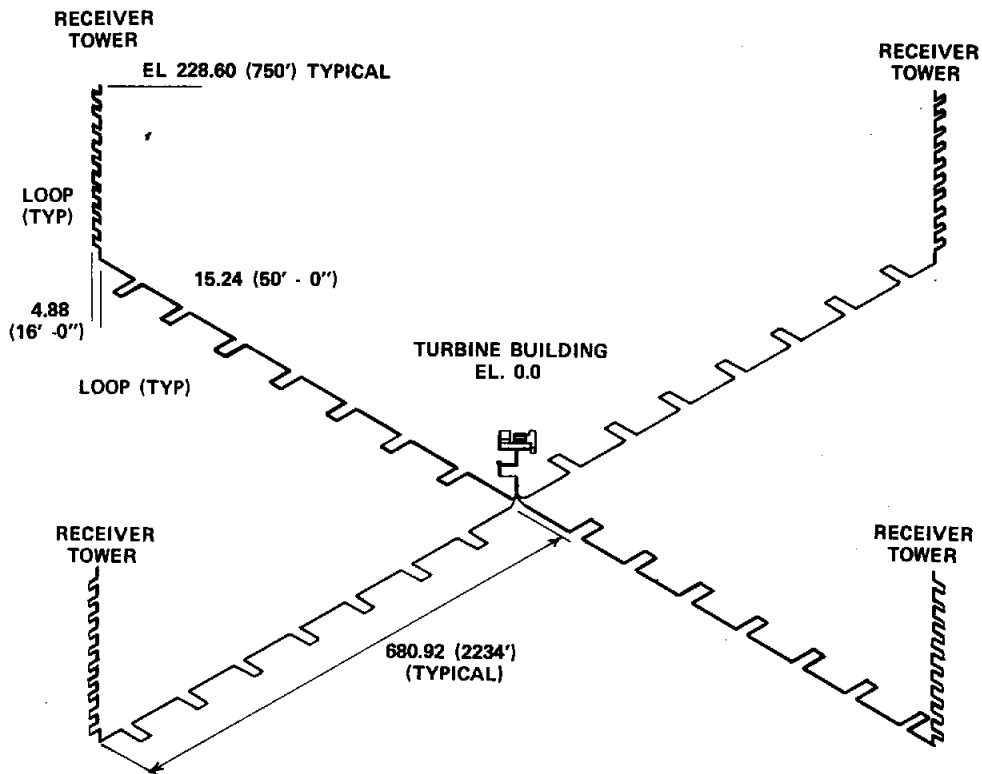 RECEIVER
TOWER
EL 228.60 (750') TYPICAL
RECEIVER
TOWER
LOOP
(TYP)
15.24 (50' - 0")
4.88
(16' -0")
TURBINE BUILDING
EL. 0.0
LOOP (TYP)
RECEIVER
TOWER
RECEIVER
TOWER
680.92 (2234')
(TYPICAL)